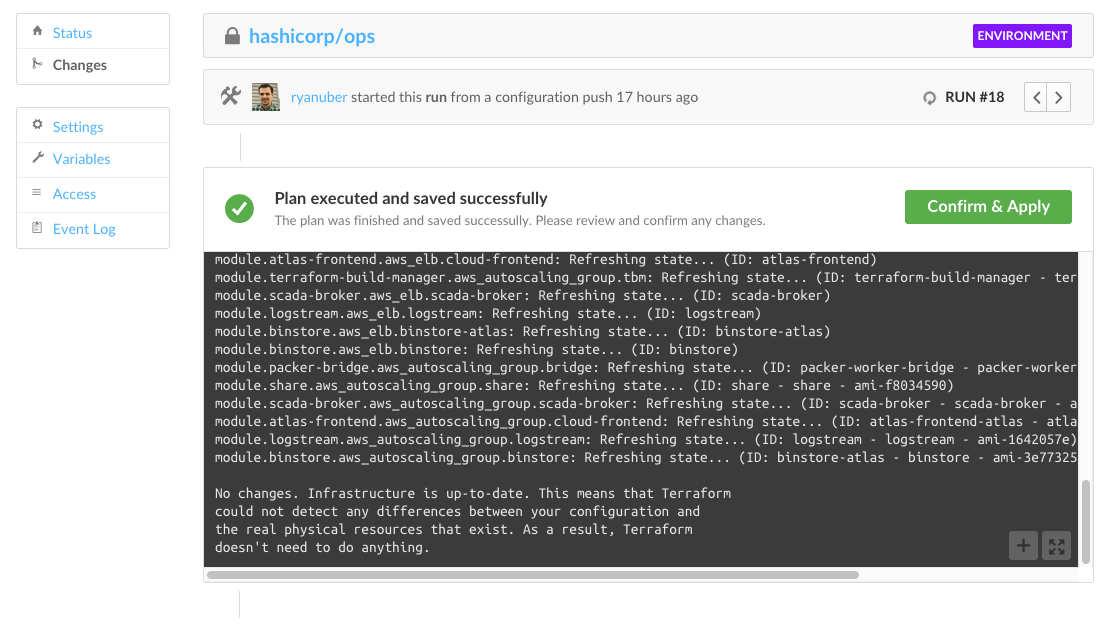 Status
Changes
Settings
Variables
Access
Event Log
hashicorp/ops
ENVIRONMENT
ryanuber started this run from a configuration push 17 hours ago
RUN #18
Plan executed and saved successfully
The plan was finished and saved successfully. Please review and confirm any changes.
Confirm & Apply
module.atlas-frontend.aws_elb.cloud-frontend: Refreshing state... (ID: atlas-frontend)
module.terraform-build-manager.aws_autoscaling_group.tbm: Refreshing state... (ID: terraform-build-manager - ter
module.scada-broker.aws_elb.scada-broker: Refreshing state... (ID: scada-broker)
module.logstream.aws_elb.logstream: Refreshing state... (ID: logstream)
module.binstore.aws_elb.binstore-atlas: Refreshing state... (ID: binstore-atlas)
module.binstore.aws_elb.binstore: Refreshing state... (ID: binstore)
module.packer-bridge.aws_autoscaling_group.bridge: Refreshing state... (ID: packer-worker-bridge - packer-worker
module.share.aws_autoscaling_group.share: Refreshing state... (ID: share - share - ami-f8034590)
module.scada-broker.aws_autoscaling_group.scada-broker: Refreshing state... (ID: scada-broker - scada-broker - a
module.atlas-frontend.aws_autoscaling_group.cloud-frontend: Refreshing state... (ID: atlas-frontend-atlas - atla
module.logstream.aws_autoscaling_group.logstream: Refreshing state... (ID: logstream - logstream - ami-1642057e)
module.binstore.aws_autoscaling_group.binstore: Refreshing state... (ID: binstore-atlas - binstore - ami-3e77325
No changes. Infrastructure is up-to-date. This means that Terraform
could not detect any differences between your configuration and
the real physical resources that exist. As a result, Terraform
doesn't need to do anything.